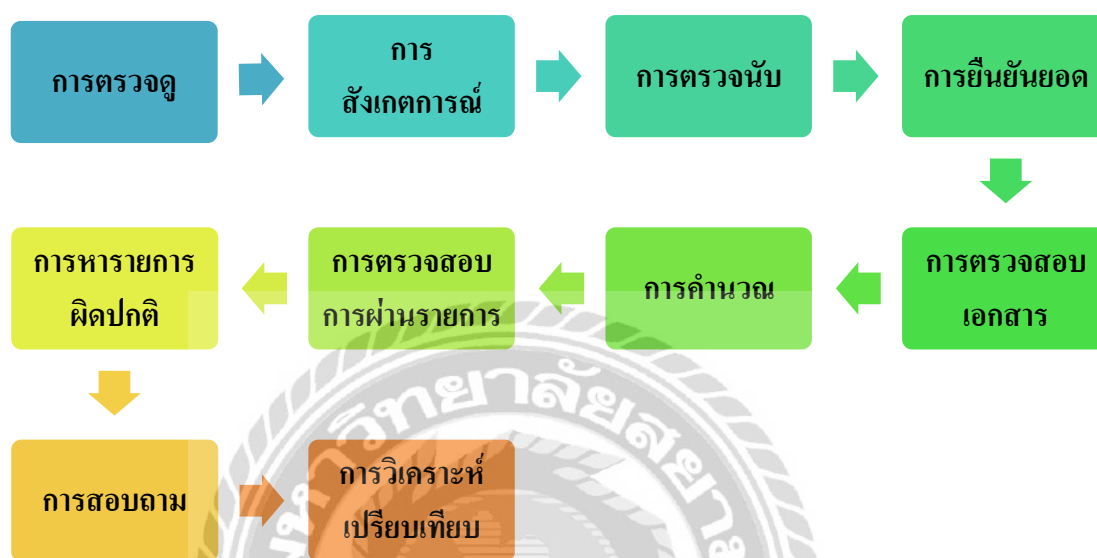 การตรวจดู
การ
สังเกตการณ์
การตรวจนับ
การยืนยันยอด
การตรวจสอบ
เอกสาร
การคำนวณ
การตรวจสอบ
การผ่านรายการ
การหารายการ
ผิดปกติ
การสอบถาม
การวิเคราะห์
เปรียบเทียบ